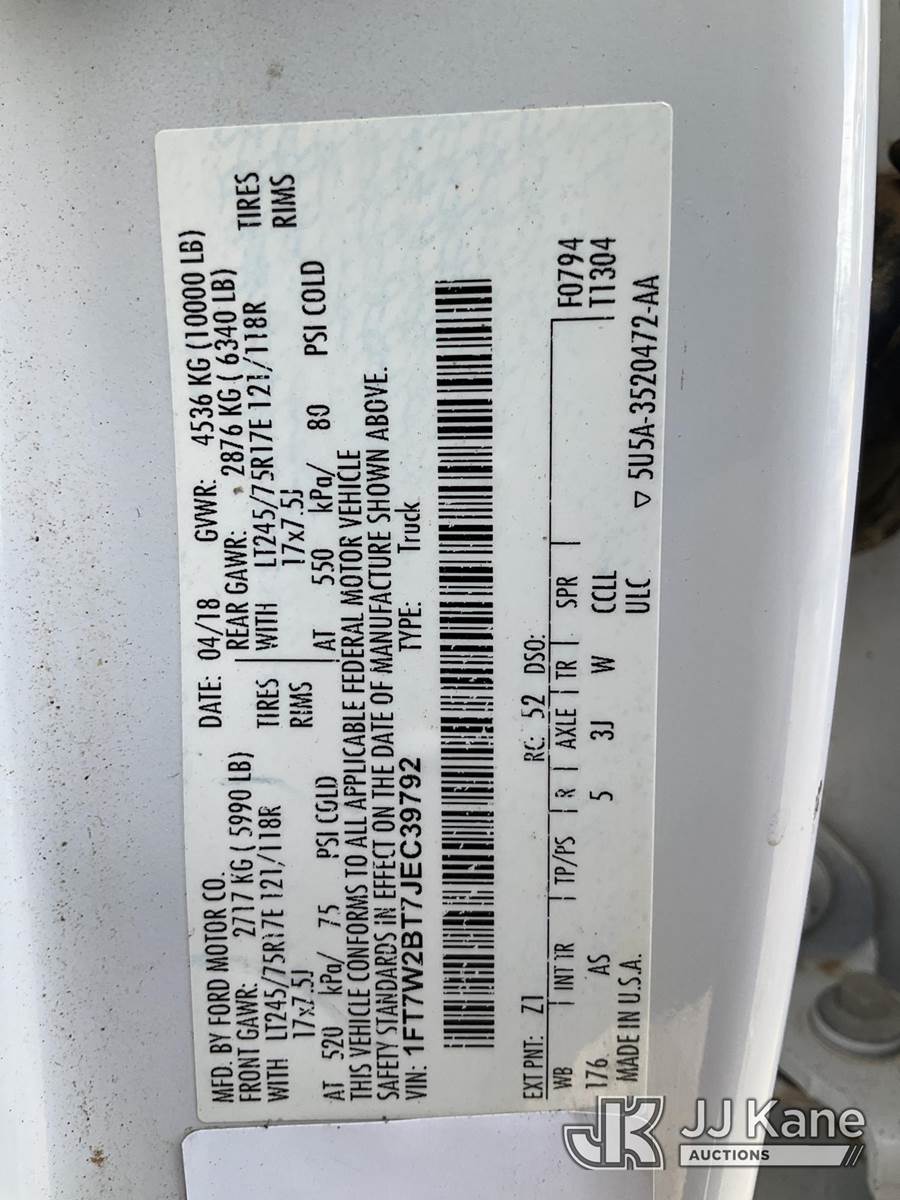 MFD. BY FORD MOTOR CO. DATE: 04/18 GVWR: 4536 KG (10000 LB)
FRONT GAWR: 2717 KG ( 5990 LB) REAR GAWR: 2876 KG ( 6340 LB)
WITH LT245/75R17E 121/118R TIRES WITH LT245/75R17E 121/118R TIRES
17x7.5J RIMS 17x7.5J RIMS
AT 520 kPa/ 75 PSI COLD AT 550 kPa/ 80 PSI COLD
THIS VEHICLE CONFORMS TO ALL APPLICABLE FEDERAL MOTOR VEHICLE
SAFETY STANDARDS IN EFFECT ON THE DATE OF MANUFACTURE SHOWN ABOVE.
VIN: 1FT7W2BT7JEC39792 TYPE: Truck
EXT PNT: Z1 RC: 52 DSO:
WB INT TR TP/PS R AXLE TR SPR F0794
176 AS 5 3J W CCLL T1304
MADE IN U.S.A. ULC
▽ 5U5A-3520472-AA
JJK JJ Kane
AUCTIONS